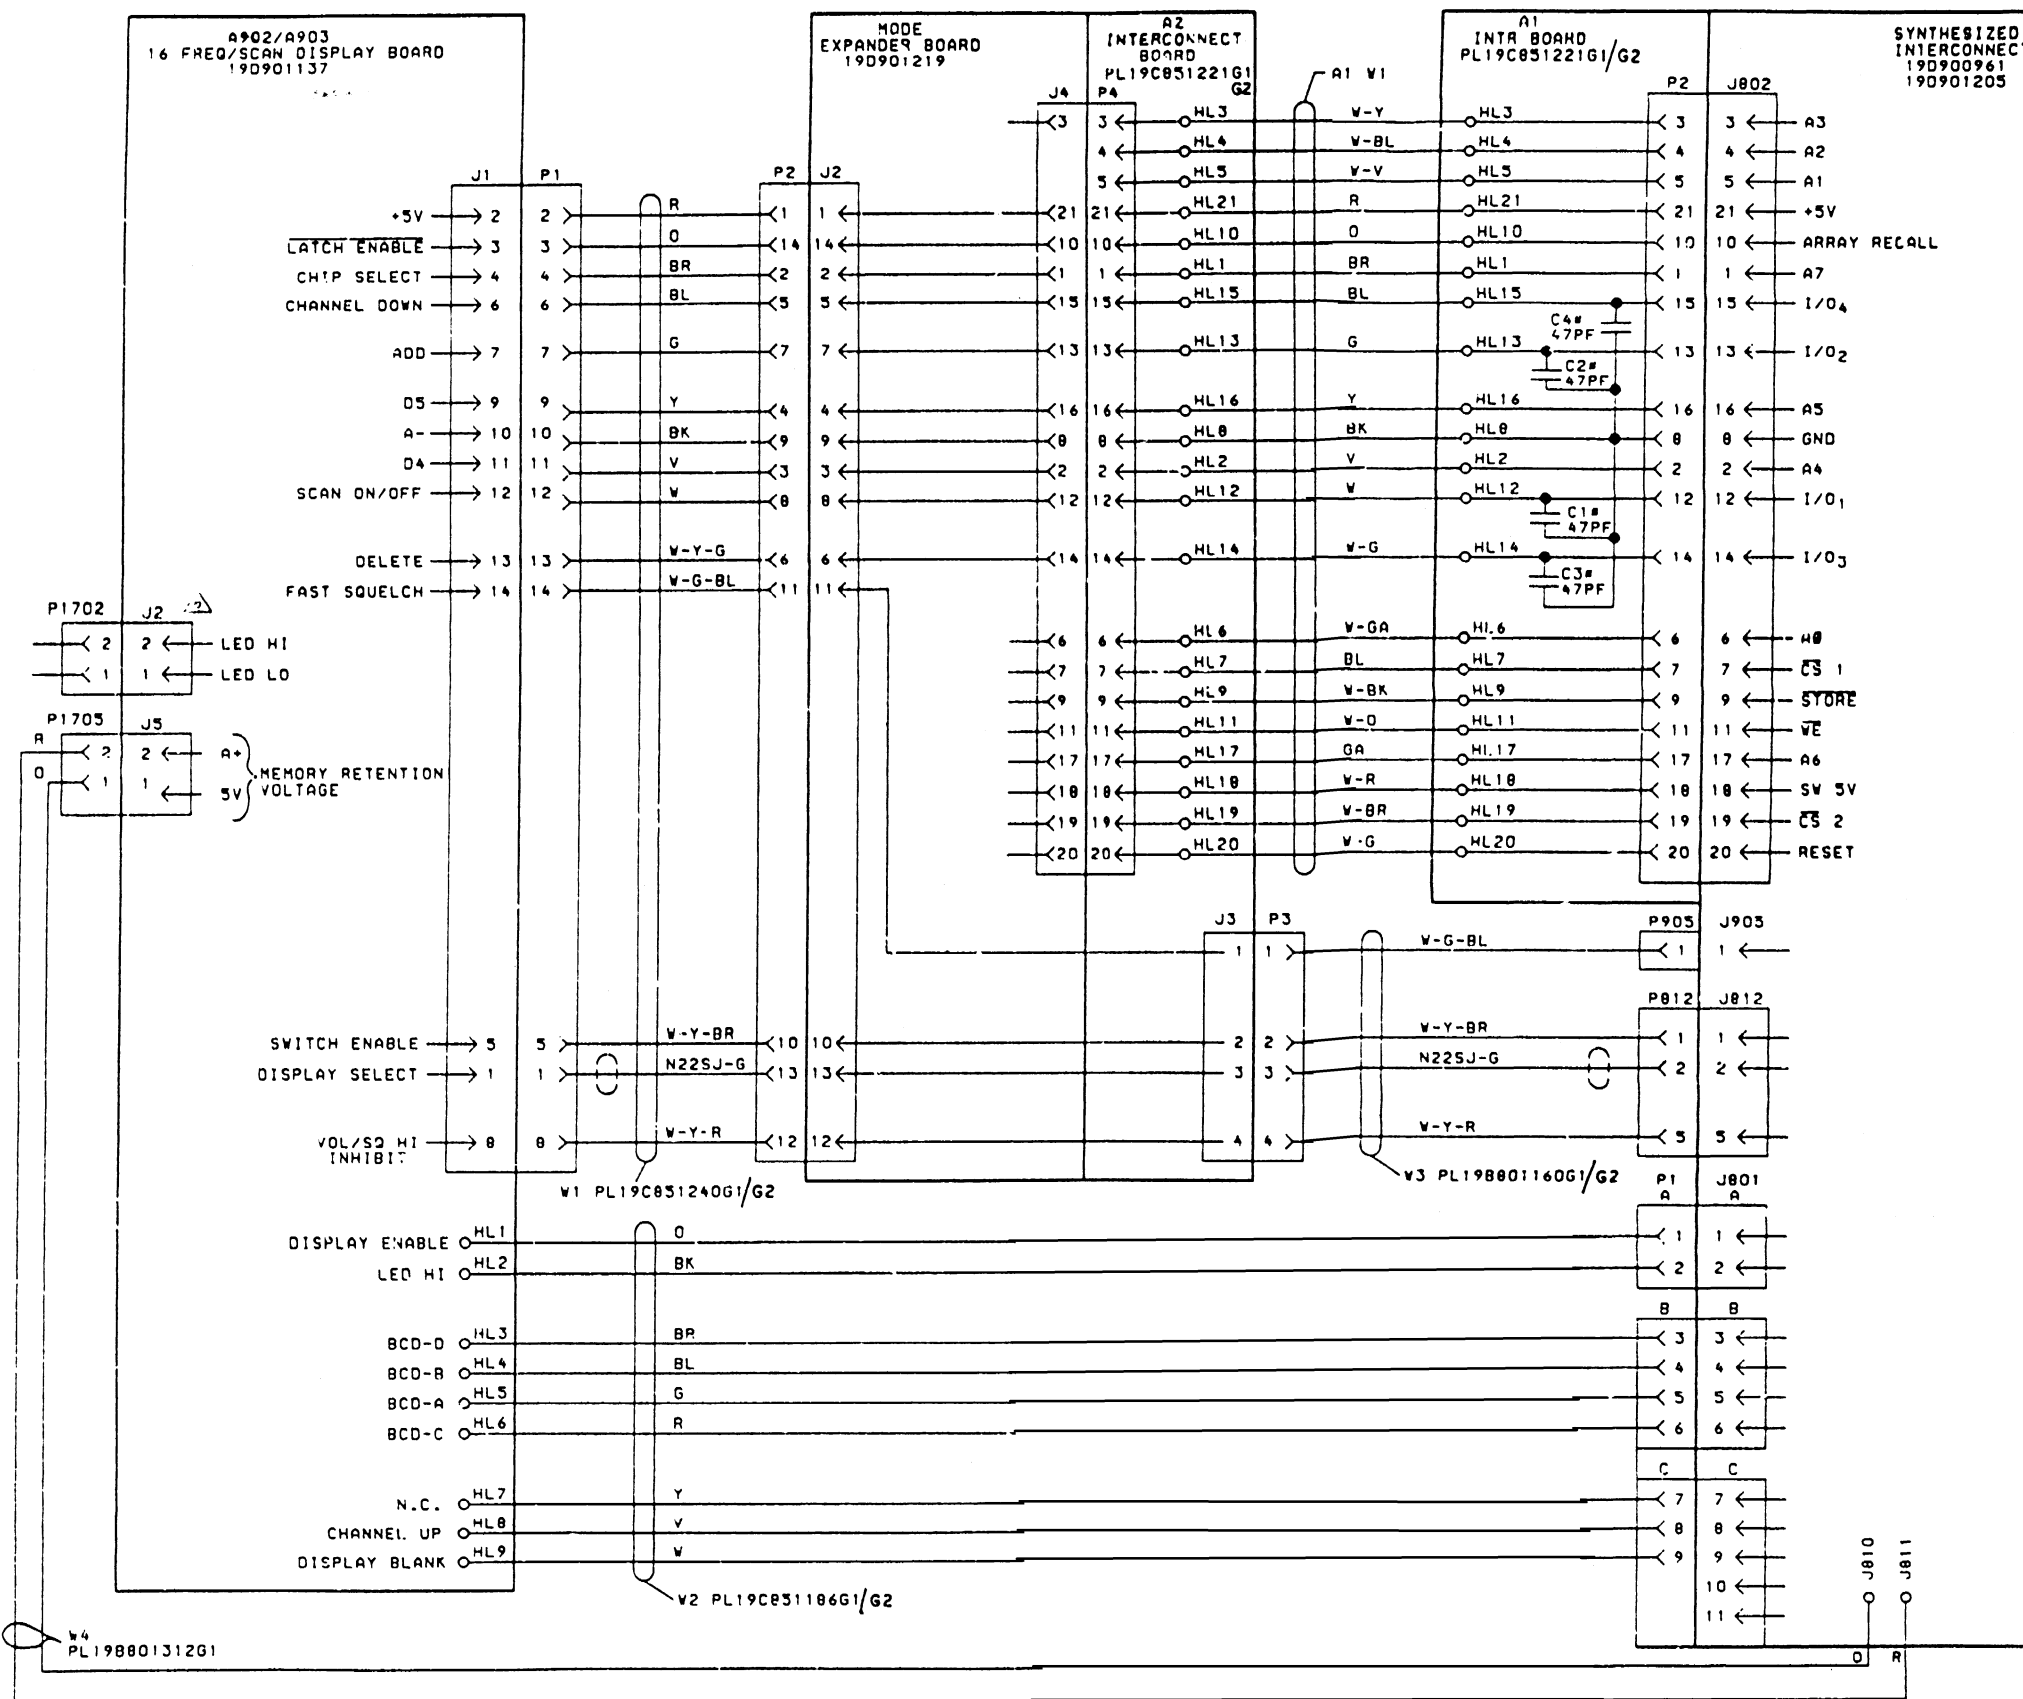 A902/A903
16 FREQ/SCAN DISPLAY BOARD
19D901137
MODE
EXPANDER BOARD
19D901219
A2
INTERCONNECT
BOARD
PL19C851221G1
G2
A1 W1
A1
INTR BOARD
PL19C851221G1/G2
SYNTHESIZED
INTERCONNECT
19D900961
19D901205
J4 P4
P2 J802
3 3 HL3 W-Y HL3 3 3 A3
4 HL4 W-BL HL4 4 4 A2
J1 P1 P2 J2
5 HL5 W-V HL5 5 5 A1
+5V 2 2 R 1 1 21 21 HL21 R HL21 21 21 +5V
LATCH ENABLE 3 3 O 14 14 10 10 HL10 O HL10 10 10 ARRAY RECALL
CHIP SELECT 4 4 BR 2 2 1 1 HL1 BR HL1 1 1 A7
CHANNEL DOWN 6 6 BL 5 5 15 15 HL15 BL HL15 15 15 I/O4
C4#
47PF
ADD 7 7 G 7 7 13 13 HL13 G HL13 13 13 I/O2
C2#
47PF
D5 9 9 Y 4 4 16 16 HL16 Y HL16 16 16 A5
A- 10 10 BK 9 9 8 8 HL8 BK HL8 8 8 GND
D4 11 11 V 3 3 2 2 HL2 V HL2 2 2 A4
SCAN ON/OFF 12 12 W 8 8 12 12 HL12 W HL12 12 12 I/O1
C1#
47PF
DELETE 13 13 W-Y-G 6 6 14 14 HL14 W-G HL14 14 14 I/O3
C3#
47PF
FAST SQUELCH 14 14 W-G-BL 11 11
P1702 J2
2 2 LED HI
1 1 LED LO
6 6 HL6 W-GA HL6 6 6 A0
7 7 HL7 BL HL7 7 7 CS 1
9 9 HL9 W-BK HL9 9 9 STORE
11 11 HL11 W-O HL11 11 11 WE
17 17 HL17 GA HL17 17 17 A6
18 18 HL18 W-R HL18 18 18 SW 5V
19 19 HL19 W-BR HL19 19 19 CS 2
20 20 HL20 W-G HL20 20 20 RESET
P1705 J5
R 2 2 A+
O 1 1 5V
MEMORY RETENTION
VOLTAGE
J3 P3 P905 J903
1 1 W-G-BL 1 1
P812 J812
SWITCH ENABLE 5 5 W-Y-BR 10 10 2 2 W-Y-BR 1 1
DISPLAY SELECT 1 1 N22SJ-G 13 13 3 3 N22SJ-G 2 2
VOL/SQ HI
INHIBIT
8 8 W-Y-R 12 12 4 4 W-Y-R 5 5
W1 PL19C851240G1/G2
W3 PL19B801160G1/G2
P1 J801
A A
DISPLAY ENABLE HL1 O 1 1
LED HI HL2 BK 2 2
B B
BCD-D HL3 BR 3 3
BCD-B HL4 BL 4 4
BCD-A HL5 G 5 5
BCD-C HL6 R 6 6
C C
N.C. HL7 Y 7 7
CHANNEL UP HL8 V 8 8
DISPLAY BLANK HL9 W 9 9
10
11
W2 PL19C851186G1/G2
J810
J811
W4
PL19B801312G1
O R